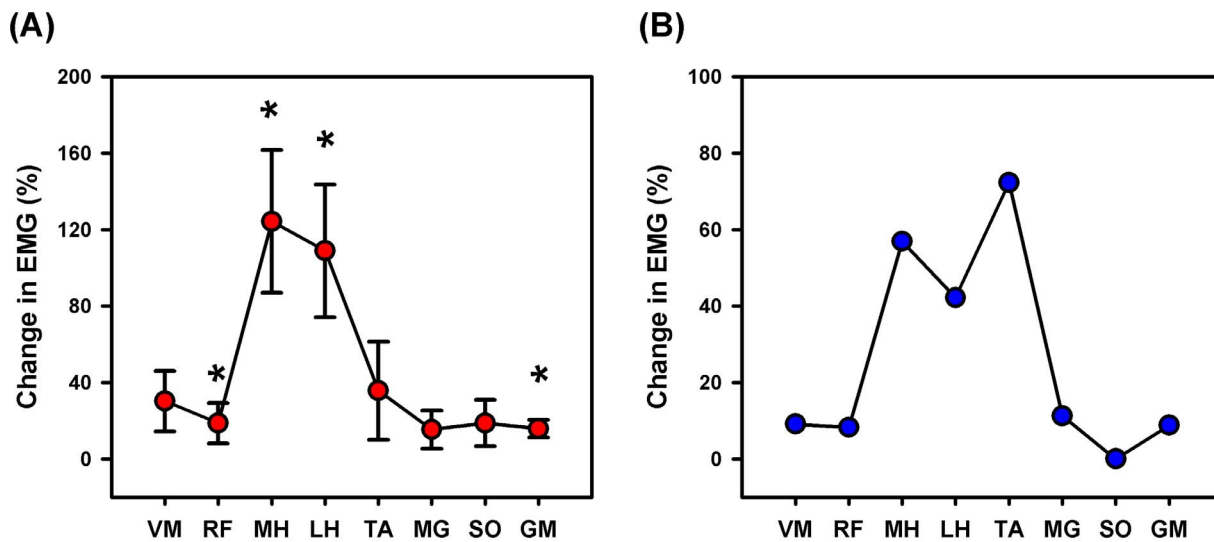 (A)
Change in EMG (%)
200
160
120
80
40
0
*
*
*
*
VM RF MH LH TA MG SO GM
(B)
Change in EMG (%)
100
80
60
40
20
0
VM RF MH LH TA MG SO GM